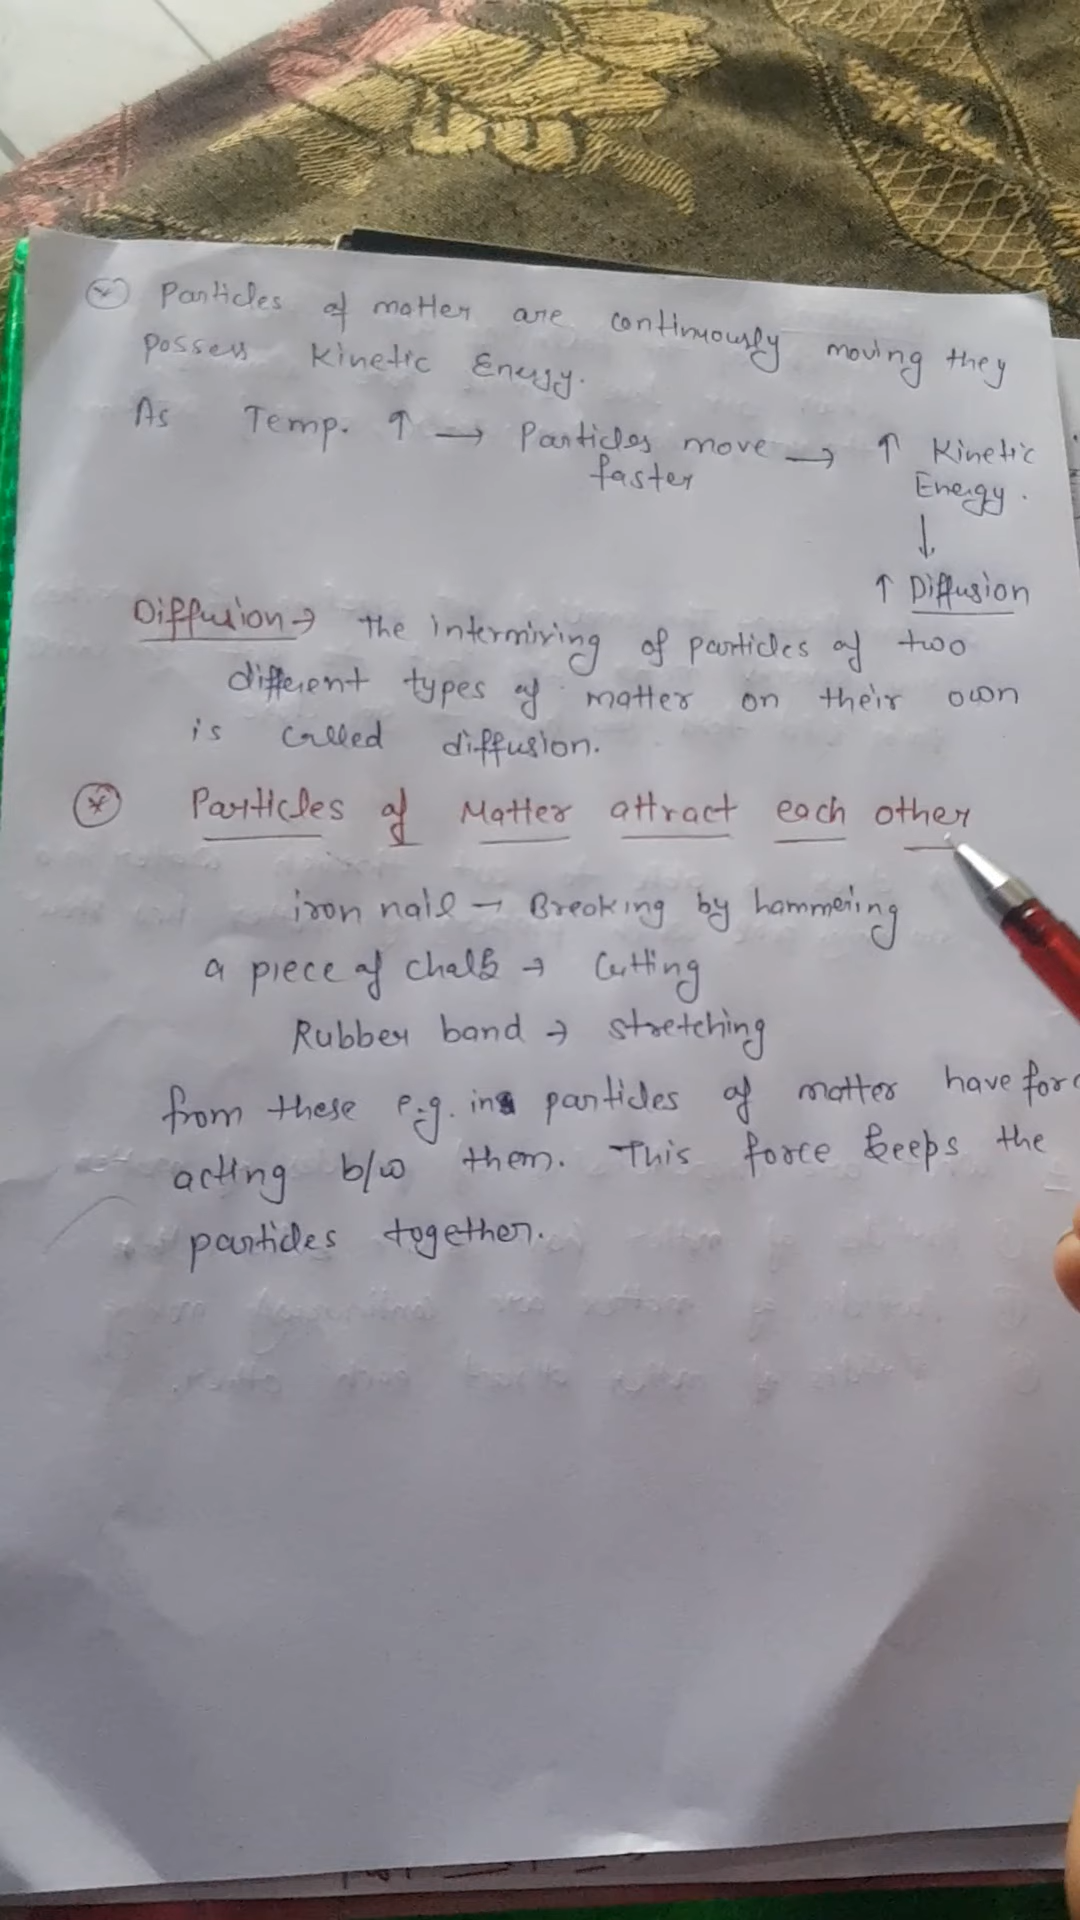 * Particles of matter are continuously moving they
possess Kinetic Energy.
As Temp. ↑ → Particles move → ↑ Kinetic
faster Energy.
↓
↑ Diffusion
Diffusion → the intermixing of particles of two
different types of matter on their own
is called diffusion.
* Particles of Matter attract each other
iron nail → Breaking by hammering
a piece of chalk → Cutting
Rubber band → stretching
from these e.g. particles of matter have
acting b/w them. This force keeps the
particles together.